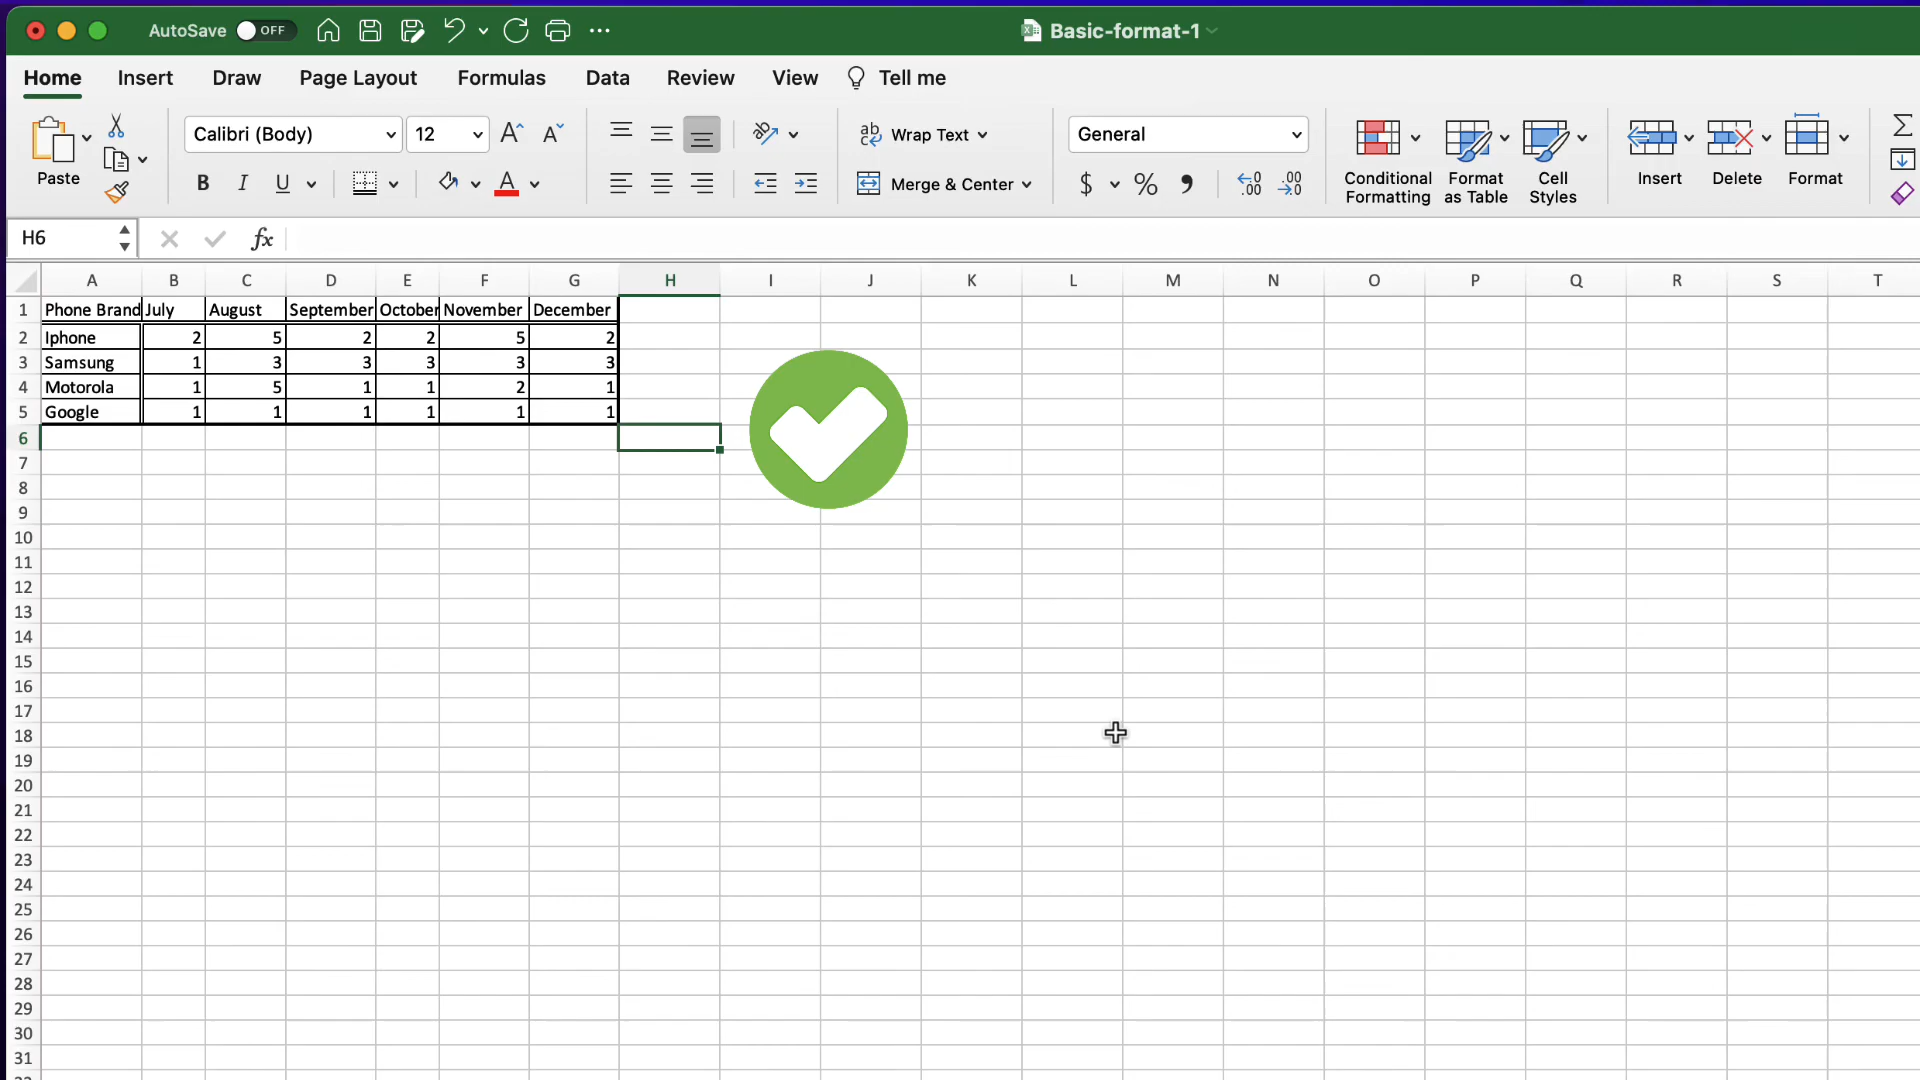 AutoSave OFF Basic-format-1
Home Insert Draw Page Layout Formulas Data Review View Tell me
Paste
Calibri (Body) 12 A^ Aˇ
B I U A
ab Wrap Text
Merge & Center
General
$ % , .00
Conditional Formatting
Format as Table
Cell Styles
Insert Delete Format
H6 fx
A B C D E F G H I J K L M N O P Q R S T
1 Phone Brand July August September October November December
2 Iphone 2 5 2 2 5 2
3 Samsung 1 3 3 3 3 3
4 Motorola 1 5 1 1 2 1
5 Google 1 1 1 1 1 1
6
7
8
9
10
11
12
13
14
15
16
17
18
19
20
21
22
23
24
25
26
27
28
29
30
31